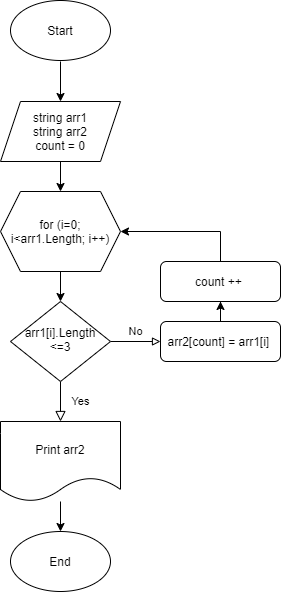 Start
string arr1
string arr2
count = 0
for (i=0;
i<arr1.Length; i++)
arr1[i].Length
<=3
No
arr2[count] = arr1[i]
count ++
Yes
Print arr2
End